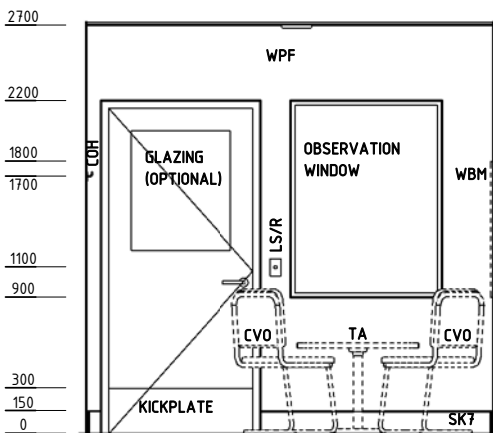 2700
WPF
2200
COH
GLAZING
(OPTIONAL)
OBSERVATION
WINDOW
1800
1700
WBM
LS/R
1100
900
CVO
TA
CVO
300
KICKPLATE
150
SK7
0